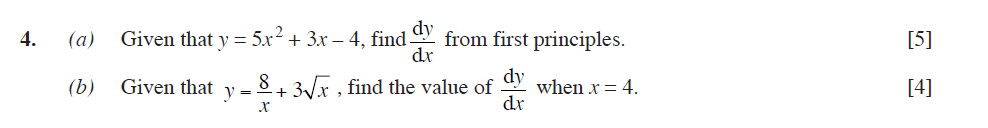 4. (a) Given that y = 5x² + 3x – 4, find dy/dx from first principles. [5]
(b) Given that y = 8/x + 3√x , find the value of dy/dx when x = 4. [4]